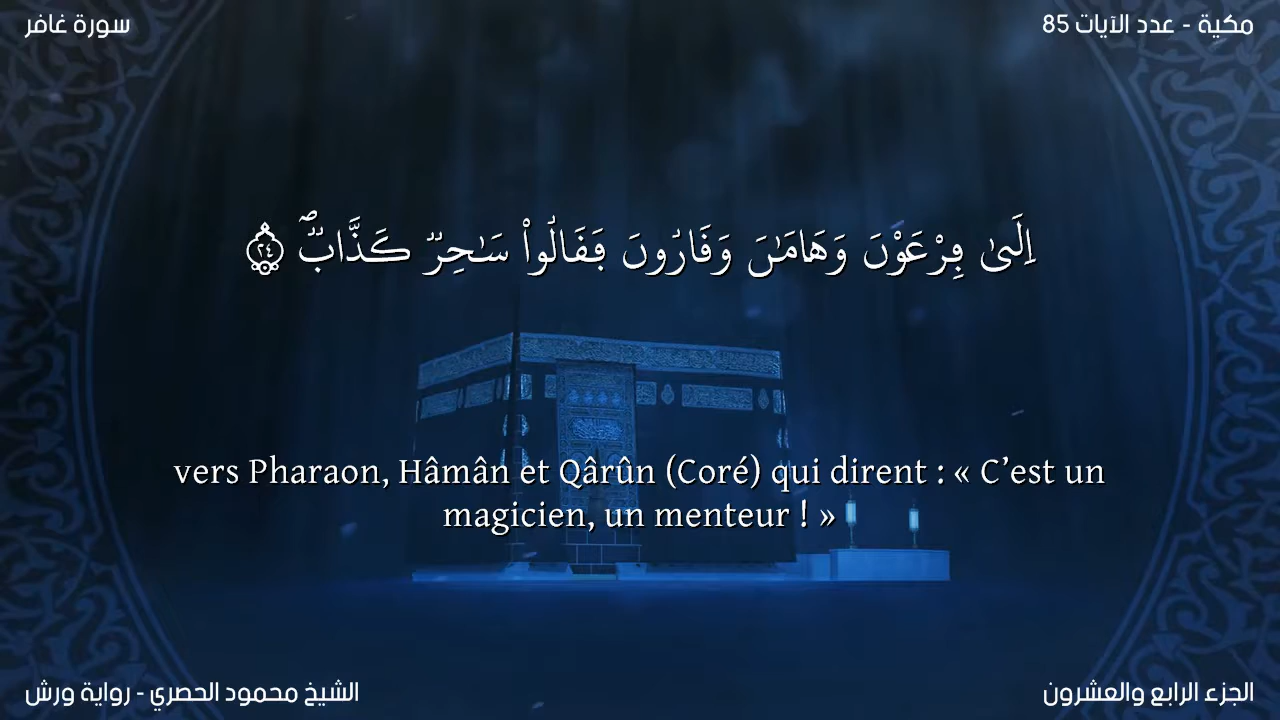 سورة غافر
مكية - عدد الآيات 85
اِلَىٰ فِرْعَوْنَ وَهَامَٰنَ وَقَٰرُونَ فَقَالُواْ سَٰحِرٞ كَذَّابٞۖ ۝٢٤
vers Pharaon, Hâmân et Qârûn (Coré) qui dirent : « C’est un
magicien, un menteur ! »
الشيخ محمود الحصري - رواية ورش
الجزء الرابع والعشرون